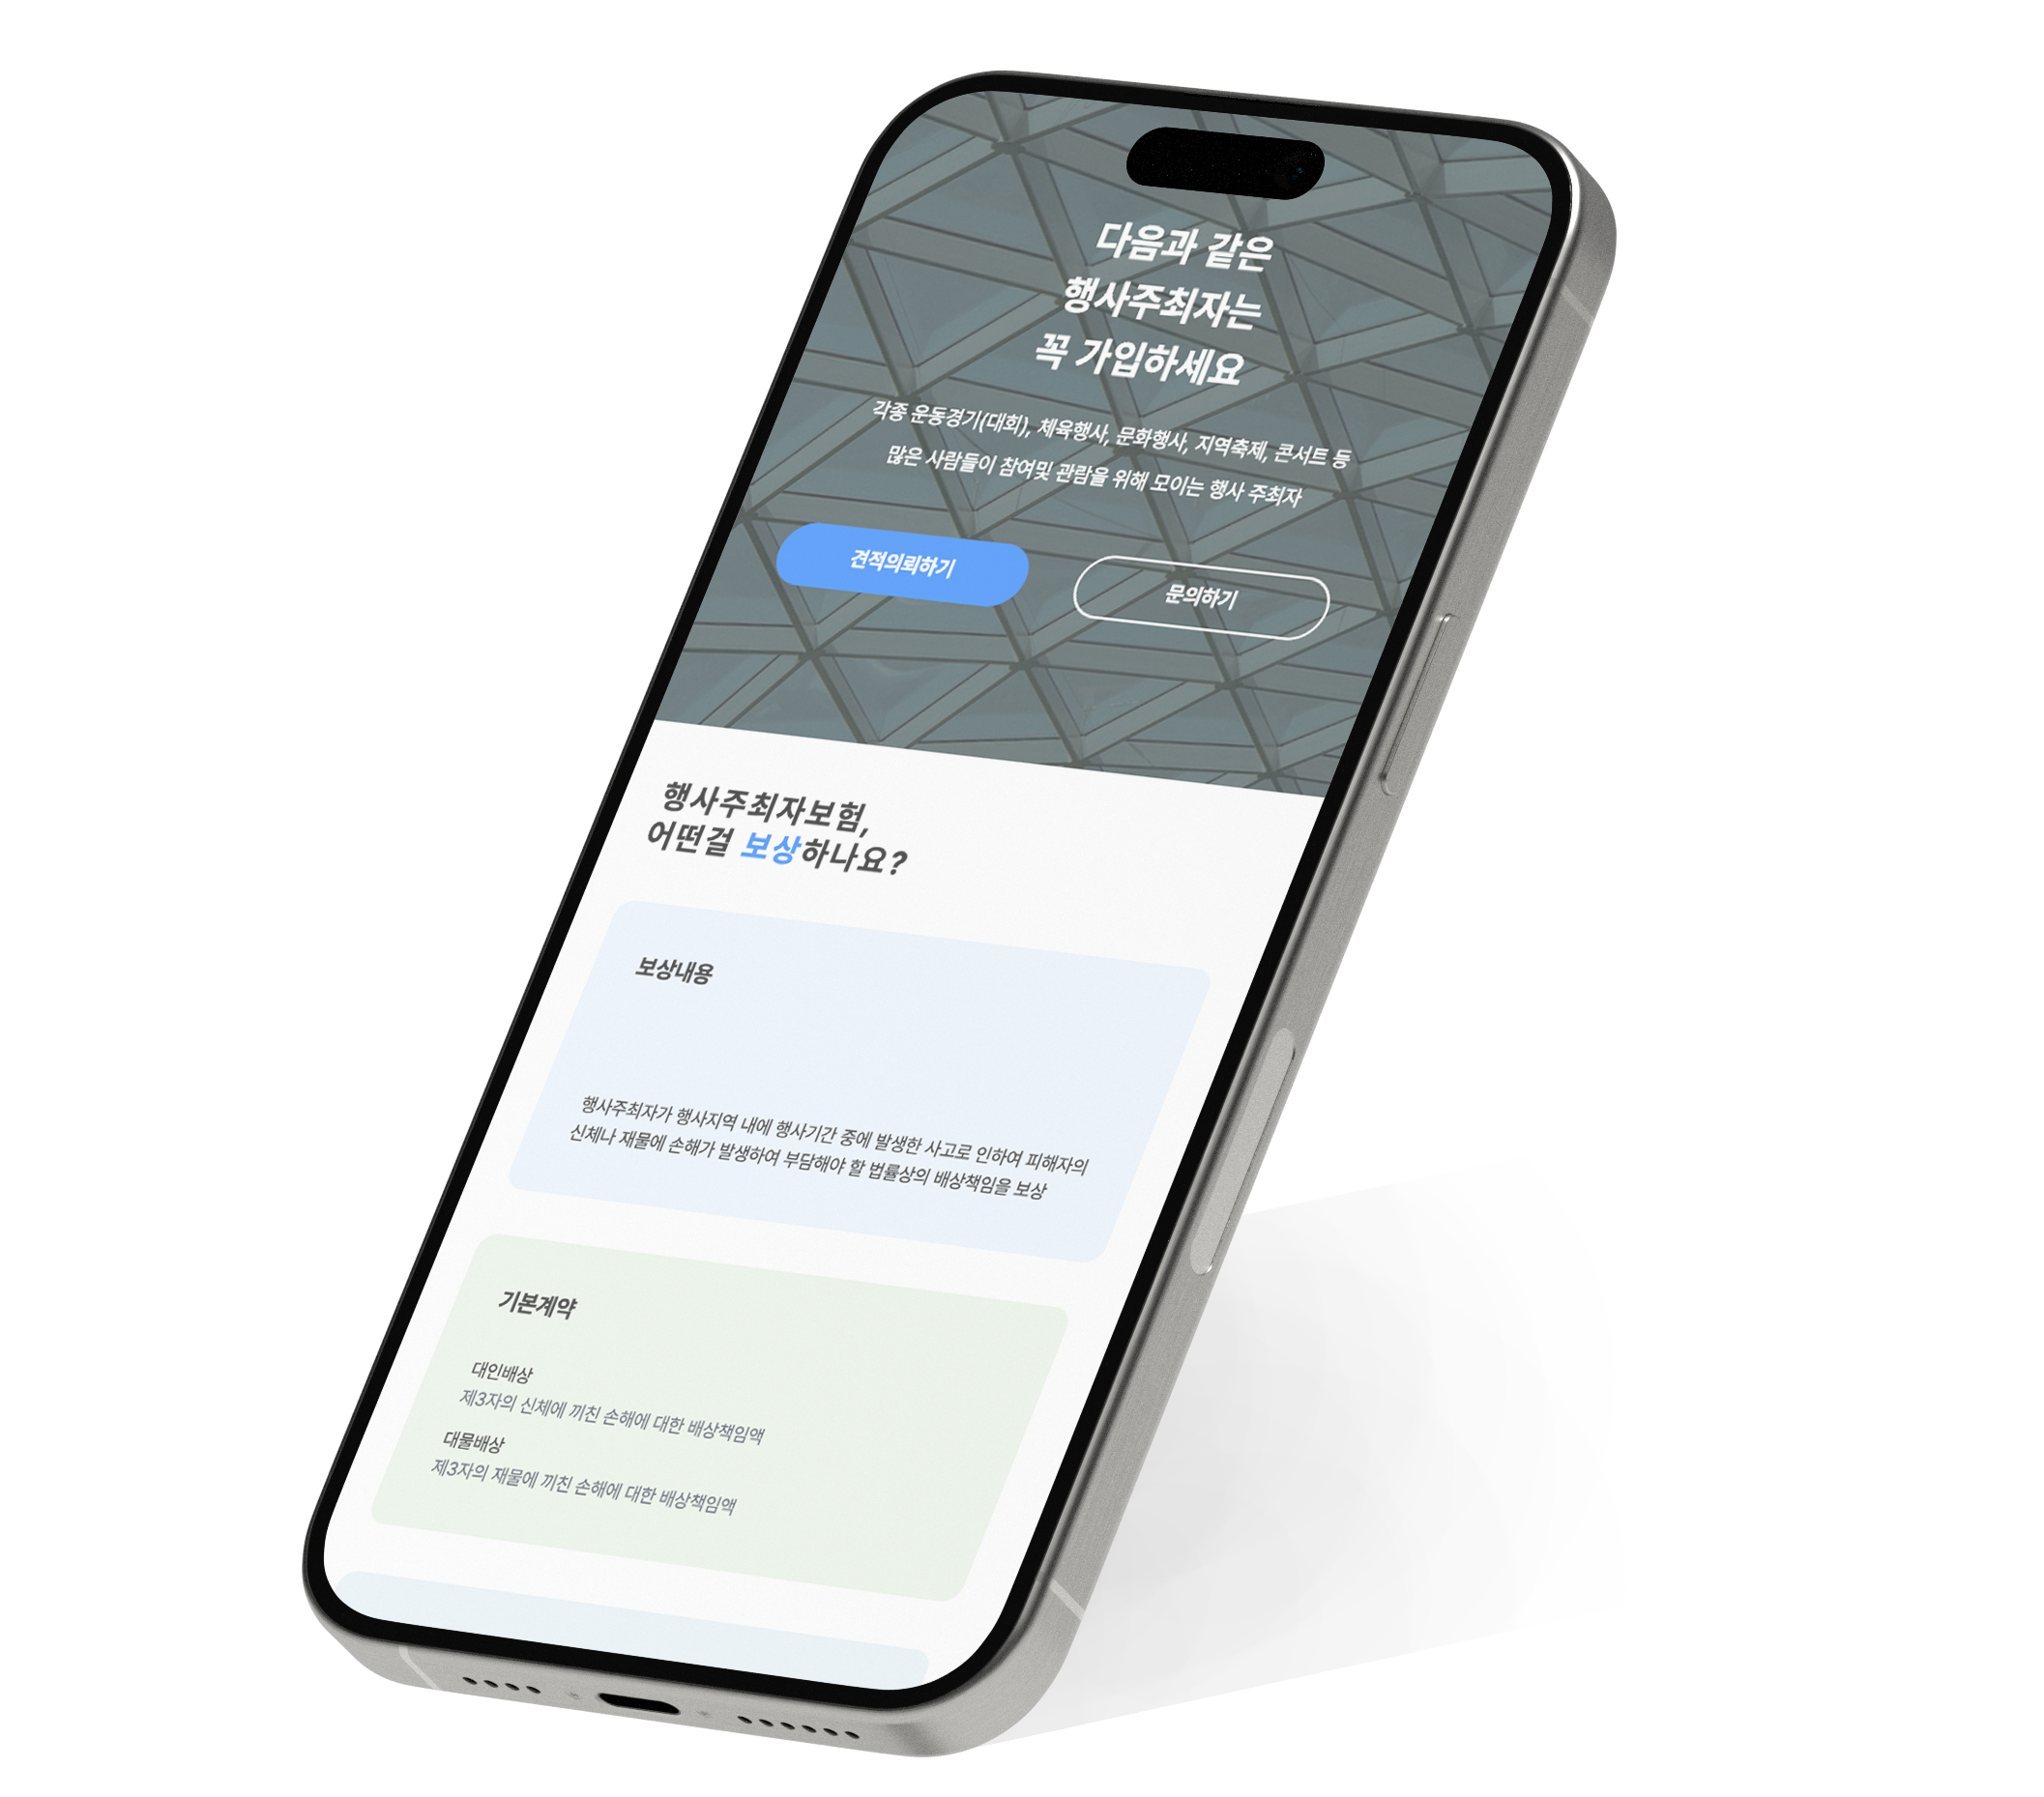 다음과 같은
행사주최자는
꼭 가입하세요
각종 운동경기(대회), 체육행사, 문화행사, 지역축제, 콘서트 등
많은 사람들이 참여및 관람을 위해 모이는 행사 주최자
견적의뢰하기
문의하기
행사주최자보험,
어떤걸 보상하나요?
보상내용
행사주최자가 행사지역 내에 행사기간 중에 발생한 사고로 인하여 피해자의
신체나 재물에 손해가 발생하여 부담해야 할 법률상의 배상책임을 보상
기본계약
대인배상
제3자의 신체에 끼친 손해에 대한 배상책임액
대물배상
제3자의 재물에 끼친 손해에 대한 배상책임액